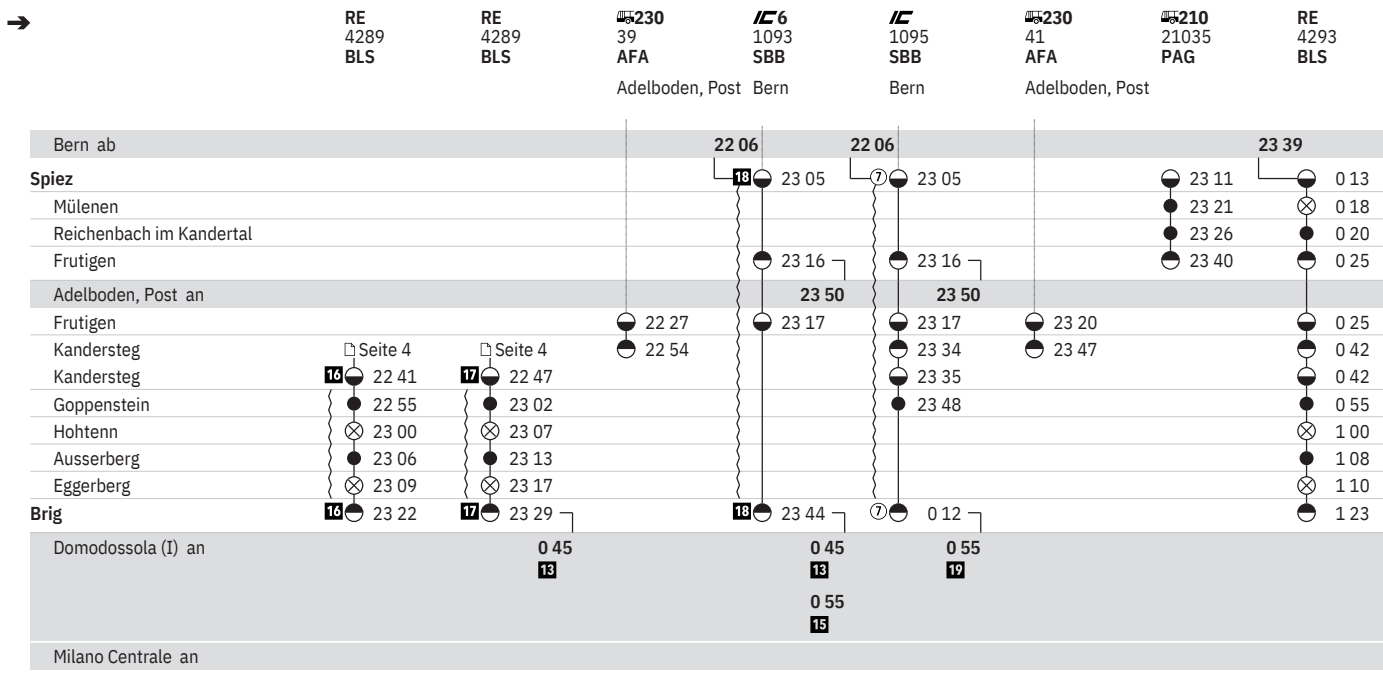 ➔ RE RE 230 IC 6 IC 230 210 RE
4289 4289 39 1093 1095 41 21035 4293
BLS BLS AFA SBB SBB AFA PAG BLS
Adelboden, Post Bern Bern Adelboden, Post
Bern ab 22 06 22 06 23 39
Spiez 18 23 05 7 23 05 23 11 0 13
Mülenen 23 21 0 18
Reichenbach im Kandertal 23 26 0 20
Frutigen 23 16 23 16 23 40 0 25
Adelboden, Post an 23 50 23 50
Frutigen 22 27 23 17 23 17 23 20 0 25
Kandersteg Seite 4 Seite 4 22 54 23 34 23 47 0 42
Kandersteg 16 22 41 17 22 47 23 35 0 42
Goppenstein 22 55 23 02 23 48 0 55
Hohtenn 23 00 23 07 1 00
Ausserberg 23 06 23 13 1 08
Eggerberg 23 09 23 17 1 10
Brig 16 23 22 17 23 29 18 23 44 7 0 12 1 23
Domodossola (I) an 0 45 0 45 0 55
13 13 19
0 55
15
Milano Centrale an